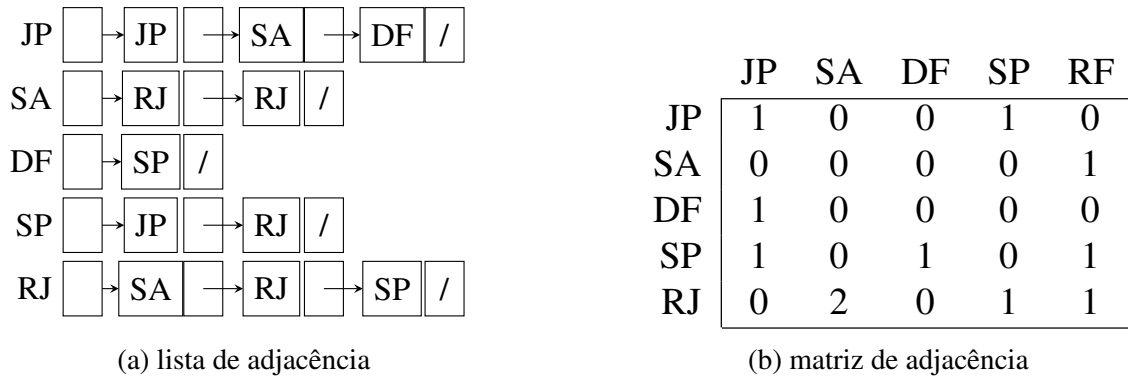 JP JP SA DF /
SA RJ RJ /
DF SP /
SP JP RJ /
RJ SA RJ SP /
(a) lista de adjacência
JP SA DF SP RF
JP 1 0 0 1 0
SA 0 0 0 0 1
DF 1 0 0 0 0
SP 1 0 1 0 1
RJ 0 2 0 1 1
(b) matriz de adjacência